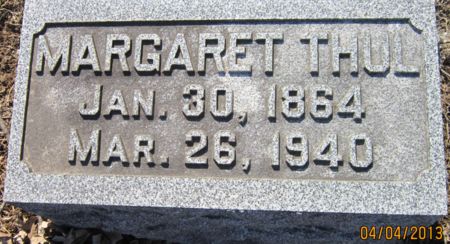 MARGARET THUL
JAN. 30, 1864
MAR. 26, 1940
04/04/2013